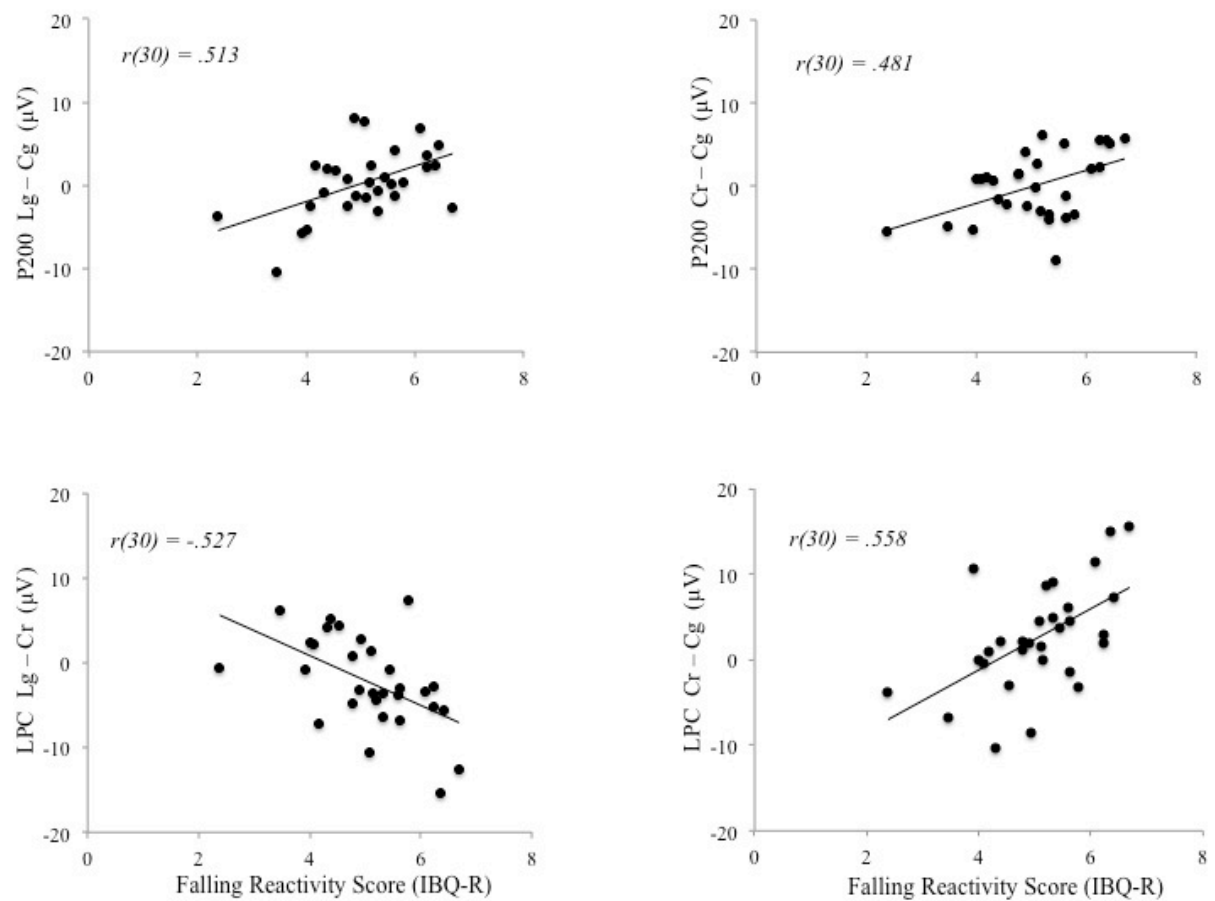 20
10
0
-10
-20
P200 Lg – Cg (μV)
r(30) = .513
0 2 4 6 8
20
10
0
-10
-20
P200 Cr – Cg (μV)
r(30) = .481
0 2 4 6 8
20
10
0
-10
-20
LPC Lg – Cr (μV)
r(30) = -.527
0 2 4 6 8
Falling Reactivity Score (IBQ-R)
20
10
0
-10
-20
LPC Cr – Cg (μV)
r(30) = .558
0 2 4 6 8
Falling Reactivity Score (IBQ-R)